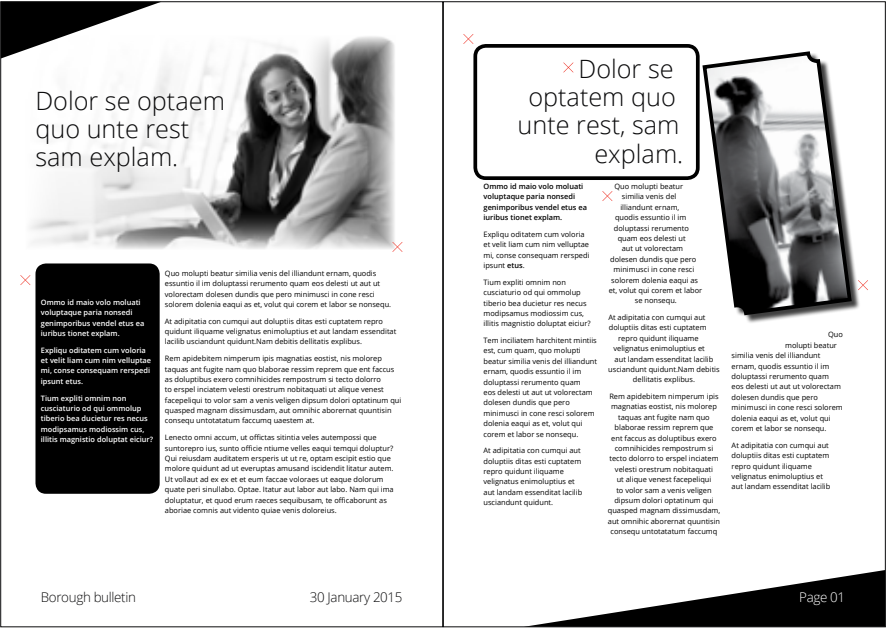 Dolor se optaem
quo unte rest
sam explam.
Ommo id maio volo moluati
voluptaque paria nonsedi
genimporibus vendel etus ea
iuribus tionet explam.
Expliqu oditatem cum voloria
et velit liam cum nim velluptae
mi, conse consequam rerspedi
ipsunt etus.
Tium expliti omnim non
cusciaturio od qui ommolup
tiberio bea ducietur res necus
modipsamus modiossim cus,
illitis magnistio doluptat eiciur?
Quo molupti beatur similia venis del illiandunt ernam, quodis
essuntio il im doluptassi rerumento quam eos delesti ut aut ut
volorectam dolesen dundis que pero minimusci in cone resci
solorem dolenia eaqui as et, volut qui corem et labor se nonsequ.
At adipitatia con cumqui aut doluptiis ditas esti cuptatem repro
quidunt iliquame velignatus enimoluptius et aut landam essenditat
lacilib usciandunt quidunt.Nam debitis dellitatis explibus.
Rem apidebitem nimperum ipis magnatias eostist, nis molorep
taquas ant fugite nam quo blaborae ressim reprem que ent faccus
as doluptibus exero comnihicides rempostrum si tecto dolorro
to erspel inciatem velesti orestrum nobitaquati ut alique venest
facepeliqui to volor sam a venis veligen dipsum dolori optatinum qui
quasped magnam dissimusdam, aut omnihic aborernat quuntisin
consequ untotatatum faccumq uaestem at.
Lenecto omni accum, ut offictas sitintia veles autempossi que
suntorepro ius, sunto officie ntiume velles eaqui temqui doluptur?
Qui reiusdam auditatem ersperis ut ut re, optam escipit estio que
molore quidunt ad ut everuptas amusand iscidendit litatur autem.
Ut vollaut ad ex ex et et eum faccae voloraes ut eaque dolorum
quate peri sinullabo. Optae. Itatur aut labor aut labo. Nam qui ima
doluptatur, et quod erum raeces sequibusam, te officaborunt as
aboriae comnis aut vidento quiae venis doloreius.
Borough bulletin
30 January 2015
Dolor se
optatem quo
unte rest, sam
explam.
Ommo id maio volo moluati
voluptaque paria nonsedi
genimporibus vendel etus ea
iuribus tionet explam.
Expliqu oditatem cum voloria
et velit liam cum nim velluptae
mi, conse consequam rerspedi
ipsunt etus.
Tium expliti omnim non
cusciaturio od qui ommolup
tiberio bea ducietur res necus
modipsamus modiossim cus,
illitis magnistio doluptat eiciur?
Tem inciliatem harchitent mintiis
est, cum quam, quo molupti
beatur similia venis del illiandunt
ernam, quodis essuntio il im
doluptassi rerumento quam
eos delesti ut aut ut volorectam
dolesen dundis que pero
minimusci in cone resci solorem
dolenia eaqui as et, volut qui
corem et labor se nonsequ.
At adipitatia con cumqui aut
doluptiis ditas esti cuptatem
repro quidunt iliquame
velignatus enimoluptius et
aut landam essenditat lacilib
usciandunt quidunt.
Quo molupti beatur
similia venis del
illiandunt ernam,
quodis essuntio il im
doluptassi rerumento
quam eos delesti ut
aut ut volorectam
dolesen dundis que pero
minimusci in cone resci
solorem dolenia eaqui as
et, volut qui corem et labor
se nonsequ.
At adipitatia con cumqui aut
doluptiis ditas esti cuptatem
repro quidunt iliquame
velignatus enimoluptius et
aut landam essenditat lacilib
usciandunt quidunt.Nam debitis
dellitatis explibus.
Rem apidebitem nimperum ipis
magnatias eostist, nis molorep
taquas ant fugite nam quo
blaborae ressim reprem que
ent faccus as doluptibus exero
comnihicides rempostrum si
tecto dolorro to erspel inciatem
velesti orestrum nobitaquati
ut alique venest facepeliqui
to volor sam a venis veligen
dipsum dolori optatinum qui
quasped magnam dissimusdam,
aut omnihic aborernat quuntisin
consequ untotatatum faccumq
Quo
molupti beatur
similia venis del illiandunt
ernam, quodis essuntio il im
doluptassi rerumento quam
eos delesti ut aut ut volorectam
dolesen dundis que pero
minimusci in cone resci solorem
dolenia eaqui as et, volut qui
corem et labor se nonsequ.
At adipitatia con cumqui aut
doluptiis ditas esti cuptatem
repro quidunt iliquame
velignatus enimoluptius et
aut landam essenditat lacilib
Page 01